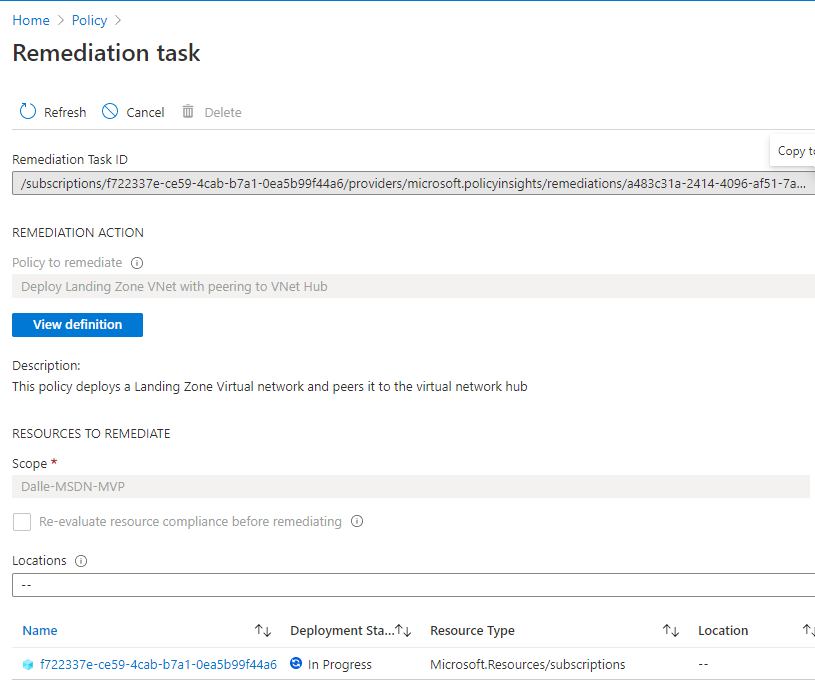 Home > Policy >
Remediation task
Refresh Cancel Delete
Copy to
Remediation Task ID
/subscriptions/f722337e-ce59-4cab-b7a1-0ea5b99f44a6/providers/microsoft.policyinsights/remediations/a483c31a-2414-4096-af51-7a...
REMEDIATION ACTION
Policy to remediate
Deploy Landing Zone VNet with peering to VNet Hub
View definition
Description:
This policy deploys a Landing Zone Virtual network and peers it to the virtual network hub
RESOURCES TO REMEDIATE
Scope *
Dalle-MSDN-MVP
Re-evaluate resource compliance before remediating
Locations
--
Name Deployment Sta... Resource Type Location
f722337e-ce59-4cab-b7a1-0ea5b99f44a6 In Progress Microsoft.Resources/subscriptions --